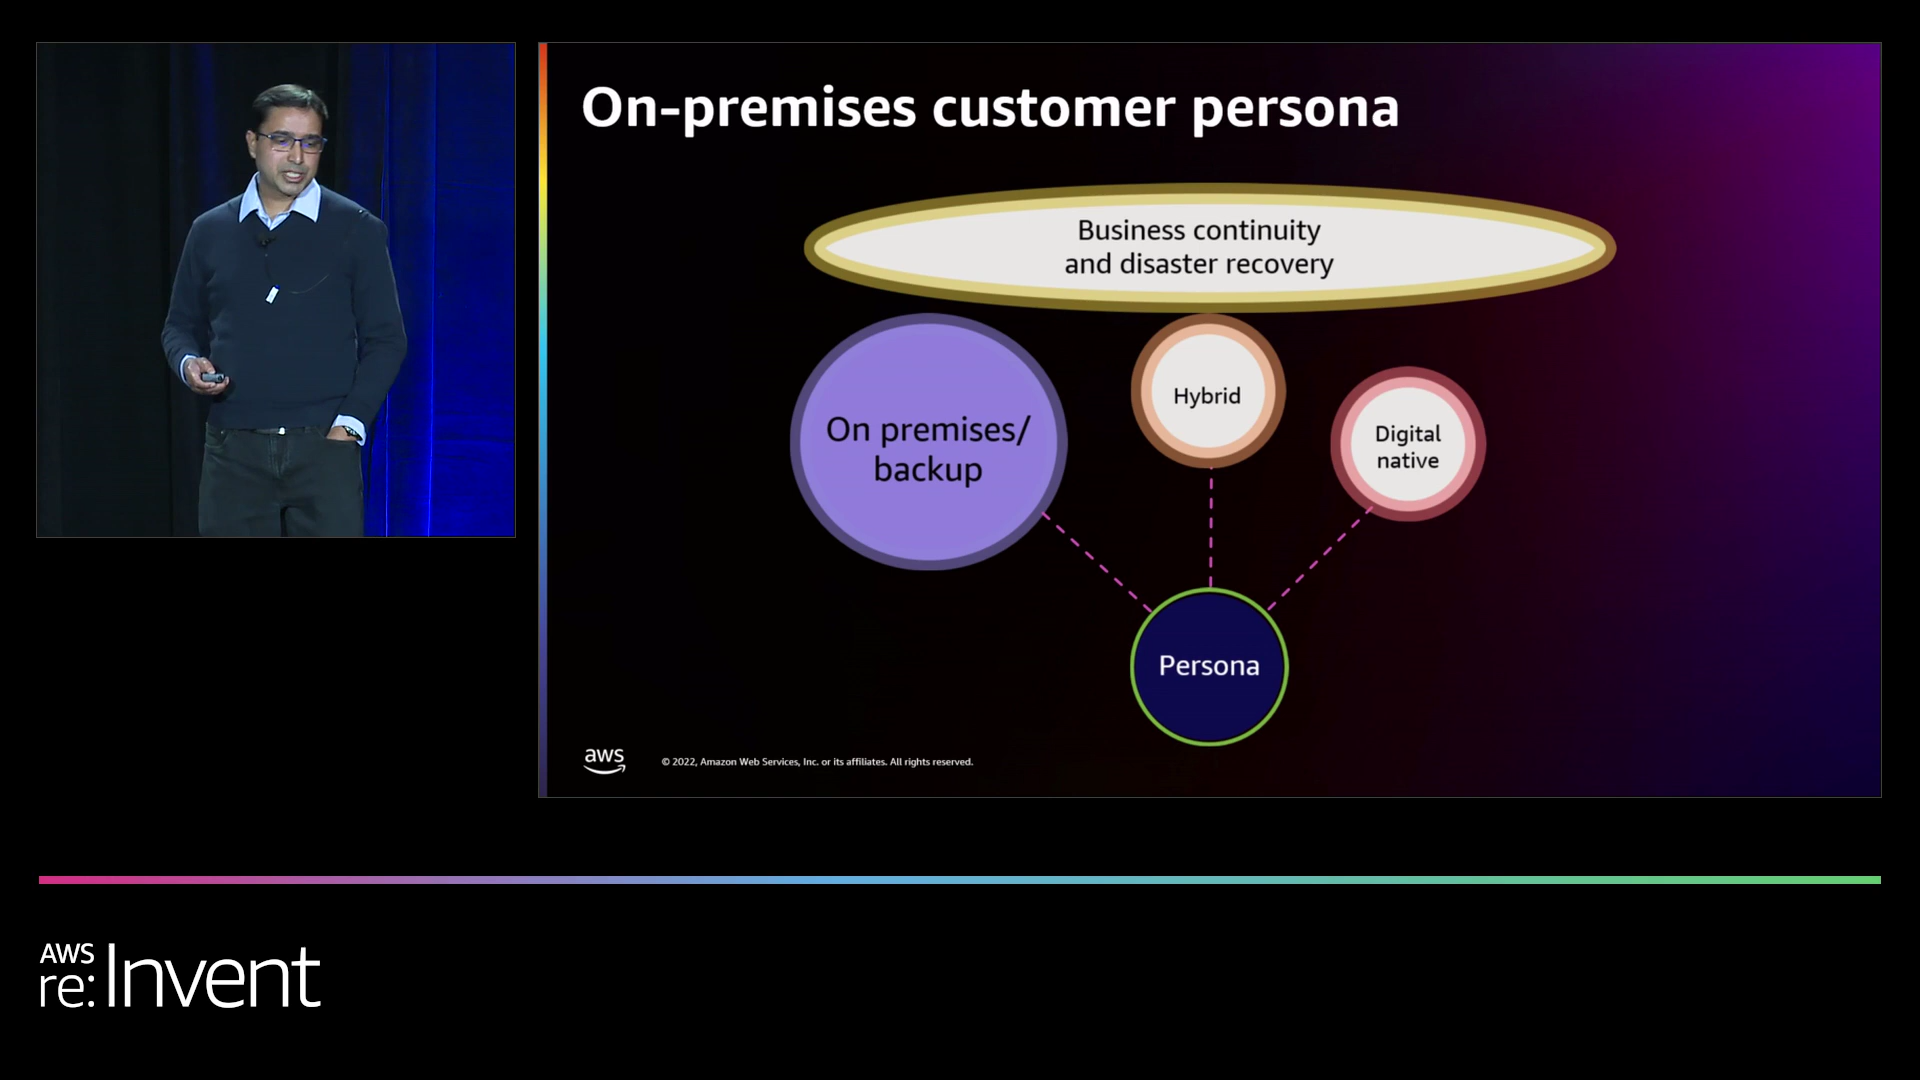 On-premises customer persona
Business continuity
and disaster recovery
On premises/
backup
Hybrid
Digital
native
Persona
aws
© 2022, Amazon Web Services, Inc. or its affiliates. All rights reserved.
AWS
re:Invent